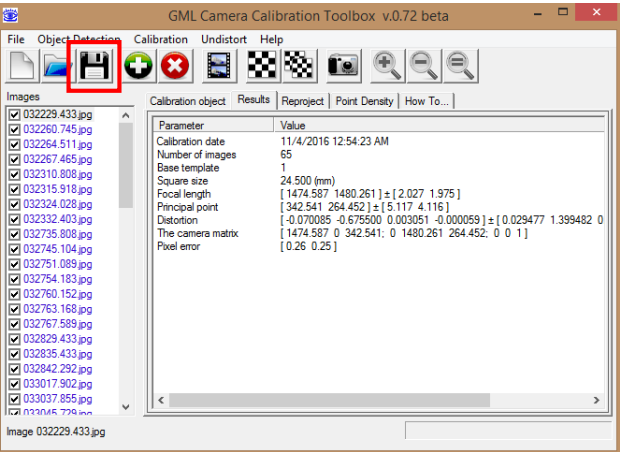 GML Camera Calibration Toolbox v.0.72 beta
File Object Detection Calibration Undistort Help
Images
Calibration object Results Reproject Point Density How To...
Parameter Value
Calibration date 11/4/2016 12:54:23 AM
Number of images 65
Base template 1
Square size 24.500 (mm)
Focal length [ 1474.587 1480.261 ] ± [ 2.027 1.975 ]
Principal point [ 342.541 264.452 ] ± [ 5.117 4.116 ]
Distortion [ -0.070085 -0.675500 0.003051 -0.000059 ] ± [ 0.029477 1.399482 0
The camera matrix [ 1474.587 0 342.541; 0 1480.261 264.452; 0 0 1 ]
Pixel error [ 0.26 0.25 ]
032229.433.jpg
032260.745.jpg
032264.511.jpg
032267.465.jpg
032310.808.jpg
032315.918.jpg
032324.028.jpg
032332.403.jpg
032735.808.jpg
032745.104.jpg
032751.089.jpg
032754.183.jpg
032760.152.jpg
032763.168.jpg
032767.589.jpg
032829.433.jpg
032835.433.jpg
032842.292.jpg
033017.902.jpg
033037.855.jpg
033045.729.jpg
Image 032229.433.jpg